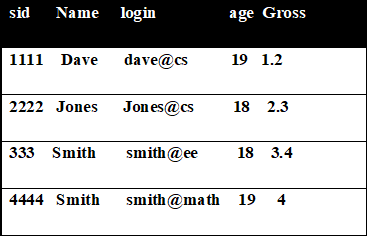 sid Name login age Gross
1111 Dave dave@cs 19 1.2
2222 Jones Jones@cs 18 2.3
333 Smith smith@ee 18 3.4
4444 Smith smith@math 19 4